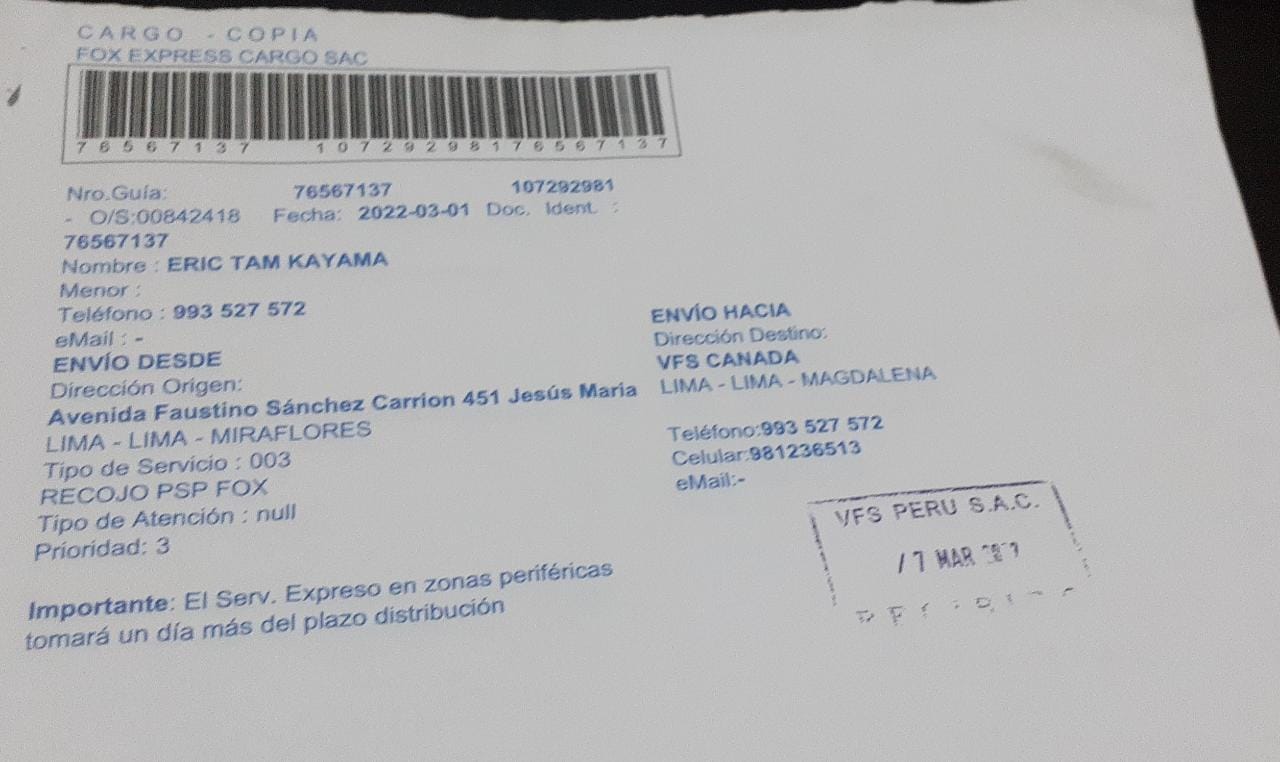 CARGO - COPIA
FOX EXPRESS CARGO SAC
76567137 10729298176567137
Nro.Guía: 76567137 107292981
- O/S:00842418 Fecha: 2022-03-01 Doc. Ident. :
76567137
Nombre : ERIC TAM KAYAMA
Menor :
Teléfono : 993 527 572
eMail : -
ENVÍO DESDE
Dirección Origen:
Avenida Faustino Sánchez Carrion 451 Jesús Maria
LIMA - LIMA - MIRAFLORES
Tipo de Servicio : 003
RECOJO PSP FOX
Tipo de Atención : null
Prioridad: 3
Importante: El Serv. Expreso en zonas periféricas
tomará un día más del plazo distribución
ENVÍO HACIA
Dirección Destino:
VFS CANADA
LIMA - LIMA - MAGDALENA
Teléfono:993 527 572
Celular:981236513
eMail:-
VFS PERU S.A.C.
MAR